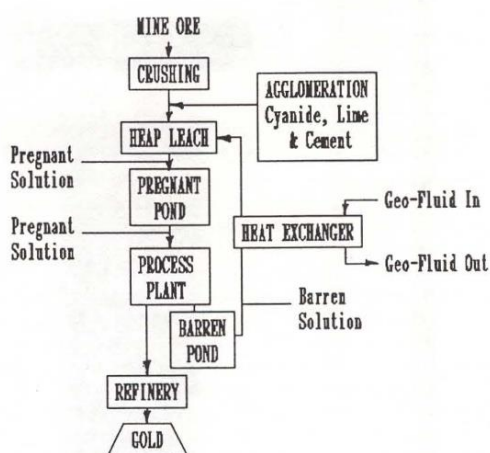 MINE ORE
CRUSHING
AGGLOMERATION
Cyanide, Lime
& Cement
HEAP LEACH
Pregnant
Solution
PREGNANT
POND
Geo-Fluid In
Pregnant
Solution
HEAT EXCHANGER
Geo-Fluid Out
PROCESS
PLANT
Barren
Solution
BARREN
POND
REFINERY
GOLD